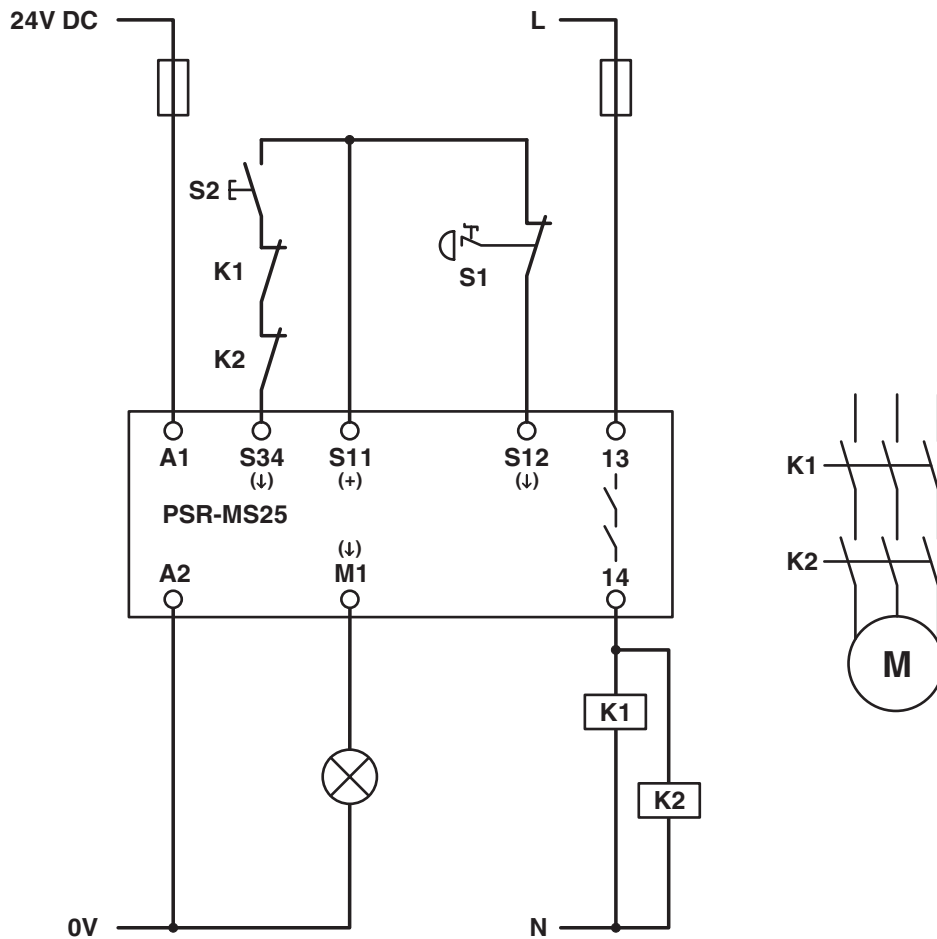 24V DC
L
S2
S1
K1
K2
A1
S34
S11
S12
13
(↓)
(+)
(↓)
PSR-MS25
(↓)
A2
M1
14
K1
K2
0V
N
K1
K2
M